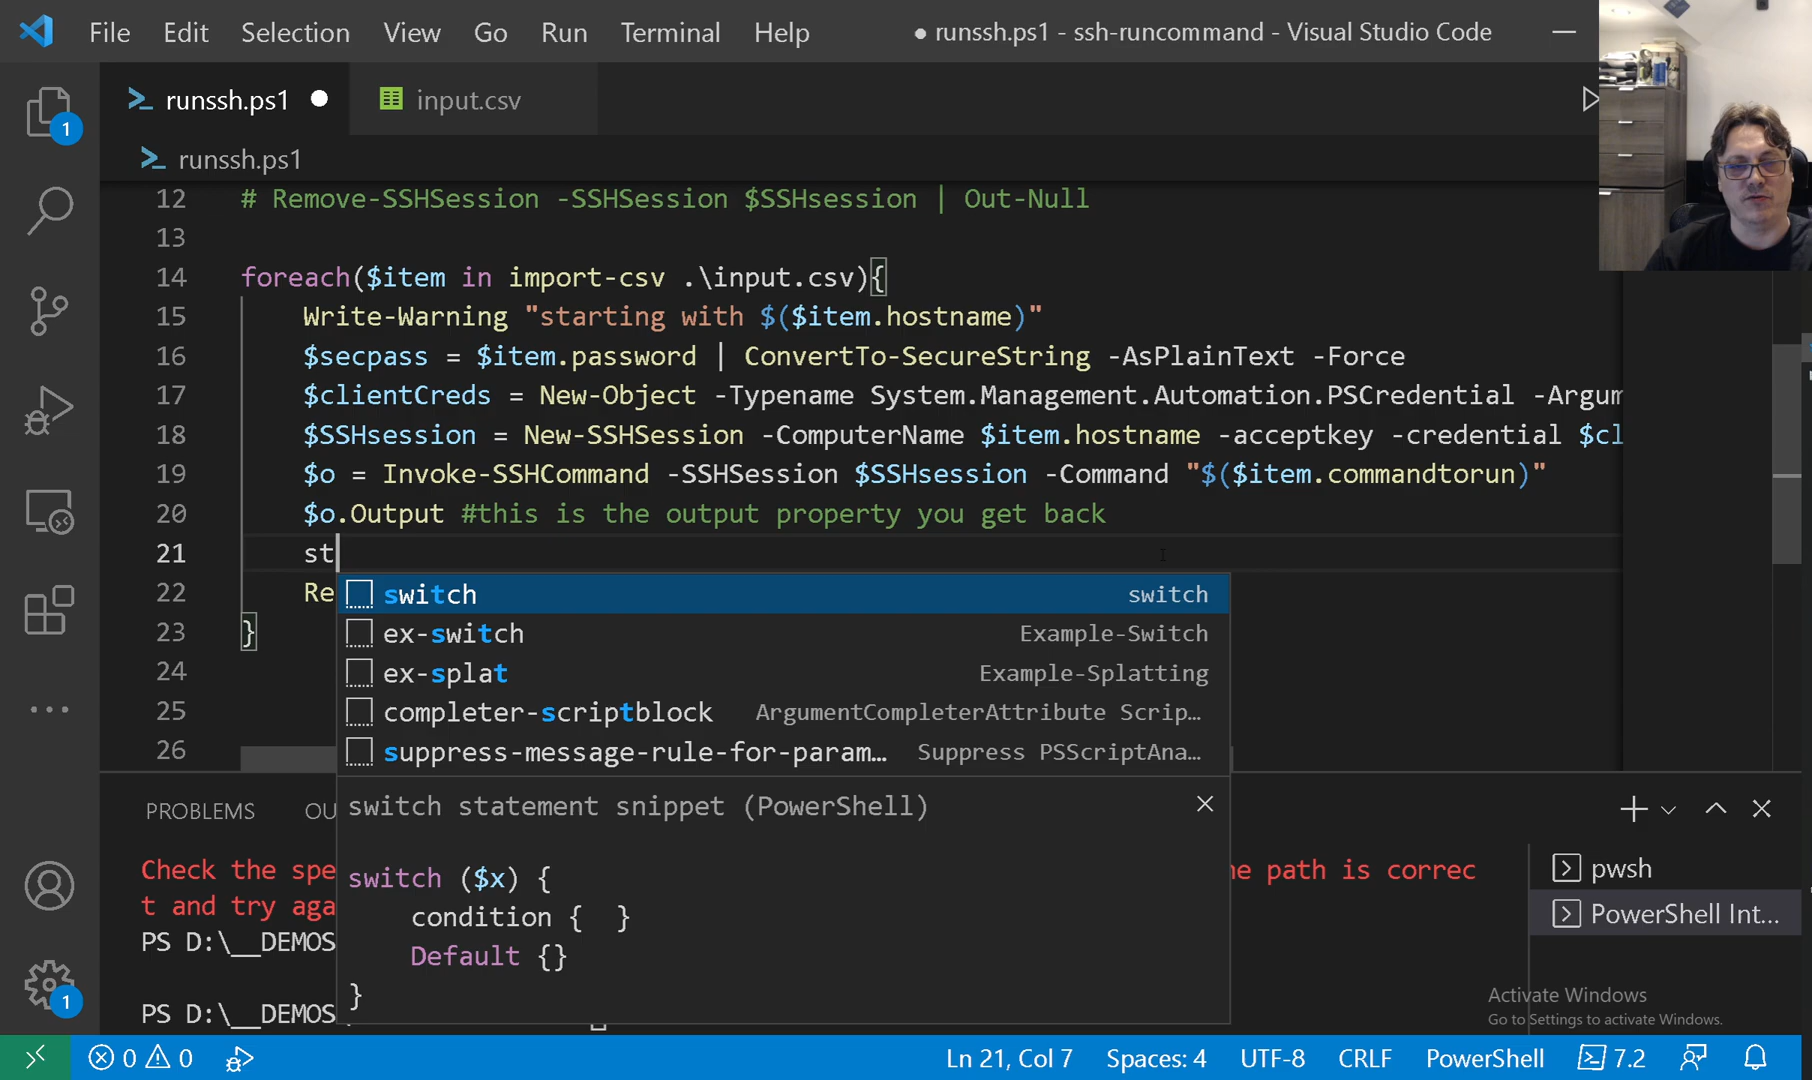 File Edit Selection View Go Run Terminal Help ● runssh.ps1 - ssh-runcommand - Visual Studio Code
runssh.ps1 input.csv
runssh.ps1
12 # Remove-SSHSession -SSHSession $SSHsession | Out-Null
13
14 foreach($item in import-csv .\input.csv){
15 Write-Warning "starting with $($item.hostname)"
16 $secpass = $item.password | ConvertTo-SecureString -AsPlainText -Force
17 $clientCreds = New-Object -Typename System.Management.Automation.PSCredential -Argum
18 $SSHsession = New-SSHSession -ComputerName $item.hostname -acceptkey -credential $cl
19 $o = Invoke-SSHCommand -SSHSession $SSHsession -Command "$($item.commandtorun)"
20 $o.Output #this is the output property you get back
21 st
switch switch
22 Re
ex-switch Example-Switch
23 }
ex-splat Example-Splatting
24
completer-scriptblock ArgumentCompleterAttribute Scrip…
25
suppress-message-rule-for-param… Suppress PSScriptAna…
26
switch statement snippet (PowerShell)
switch ($x) {
condition { }
Default {}
}
PROBLEMS OU
Check the spe
e path is correc
t and try aga
PS D:\__DEMOS
PS D:\__DEMOS
pwsh
PowerShell Int...
Activate Windows
Go to Settings to activate Windows.
1
1
0 0 Ln 21, Col 7 Spaces: 4 UTF-8 CRLF PowerShell 7.2